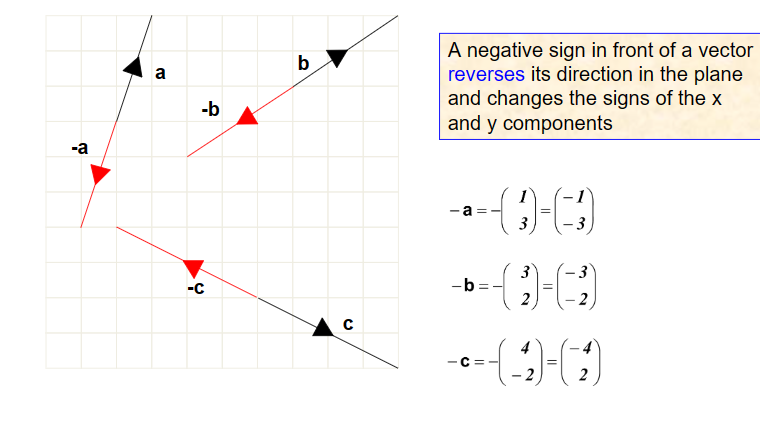 a
b
-b
-a
-c
c
A negative sign in front of a vector
reverses its direction in the plane
and changes the signs of the x
and y components
−a = −(1 3) = (−1 −3)
−b = −(3 2) = (−3 −2)
−c = −(4 −2) = (−4 2)